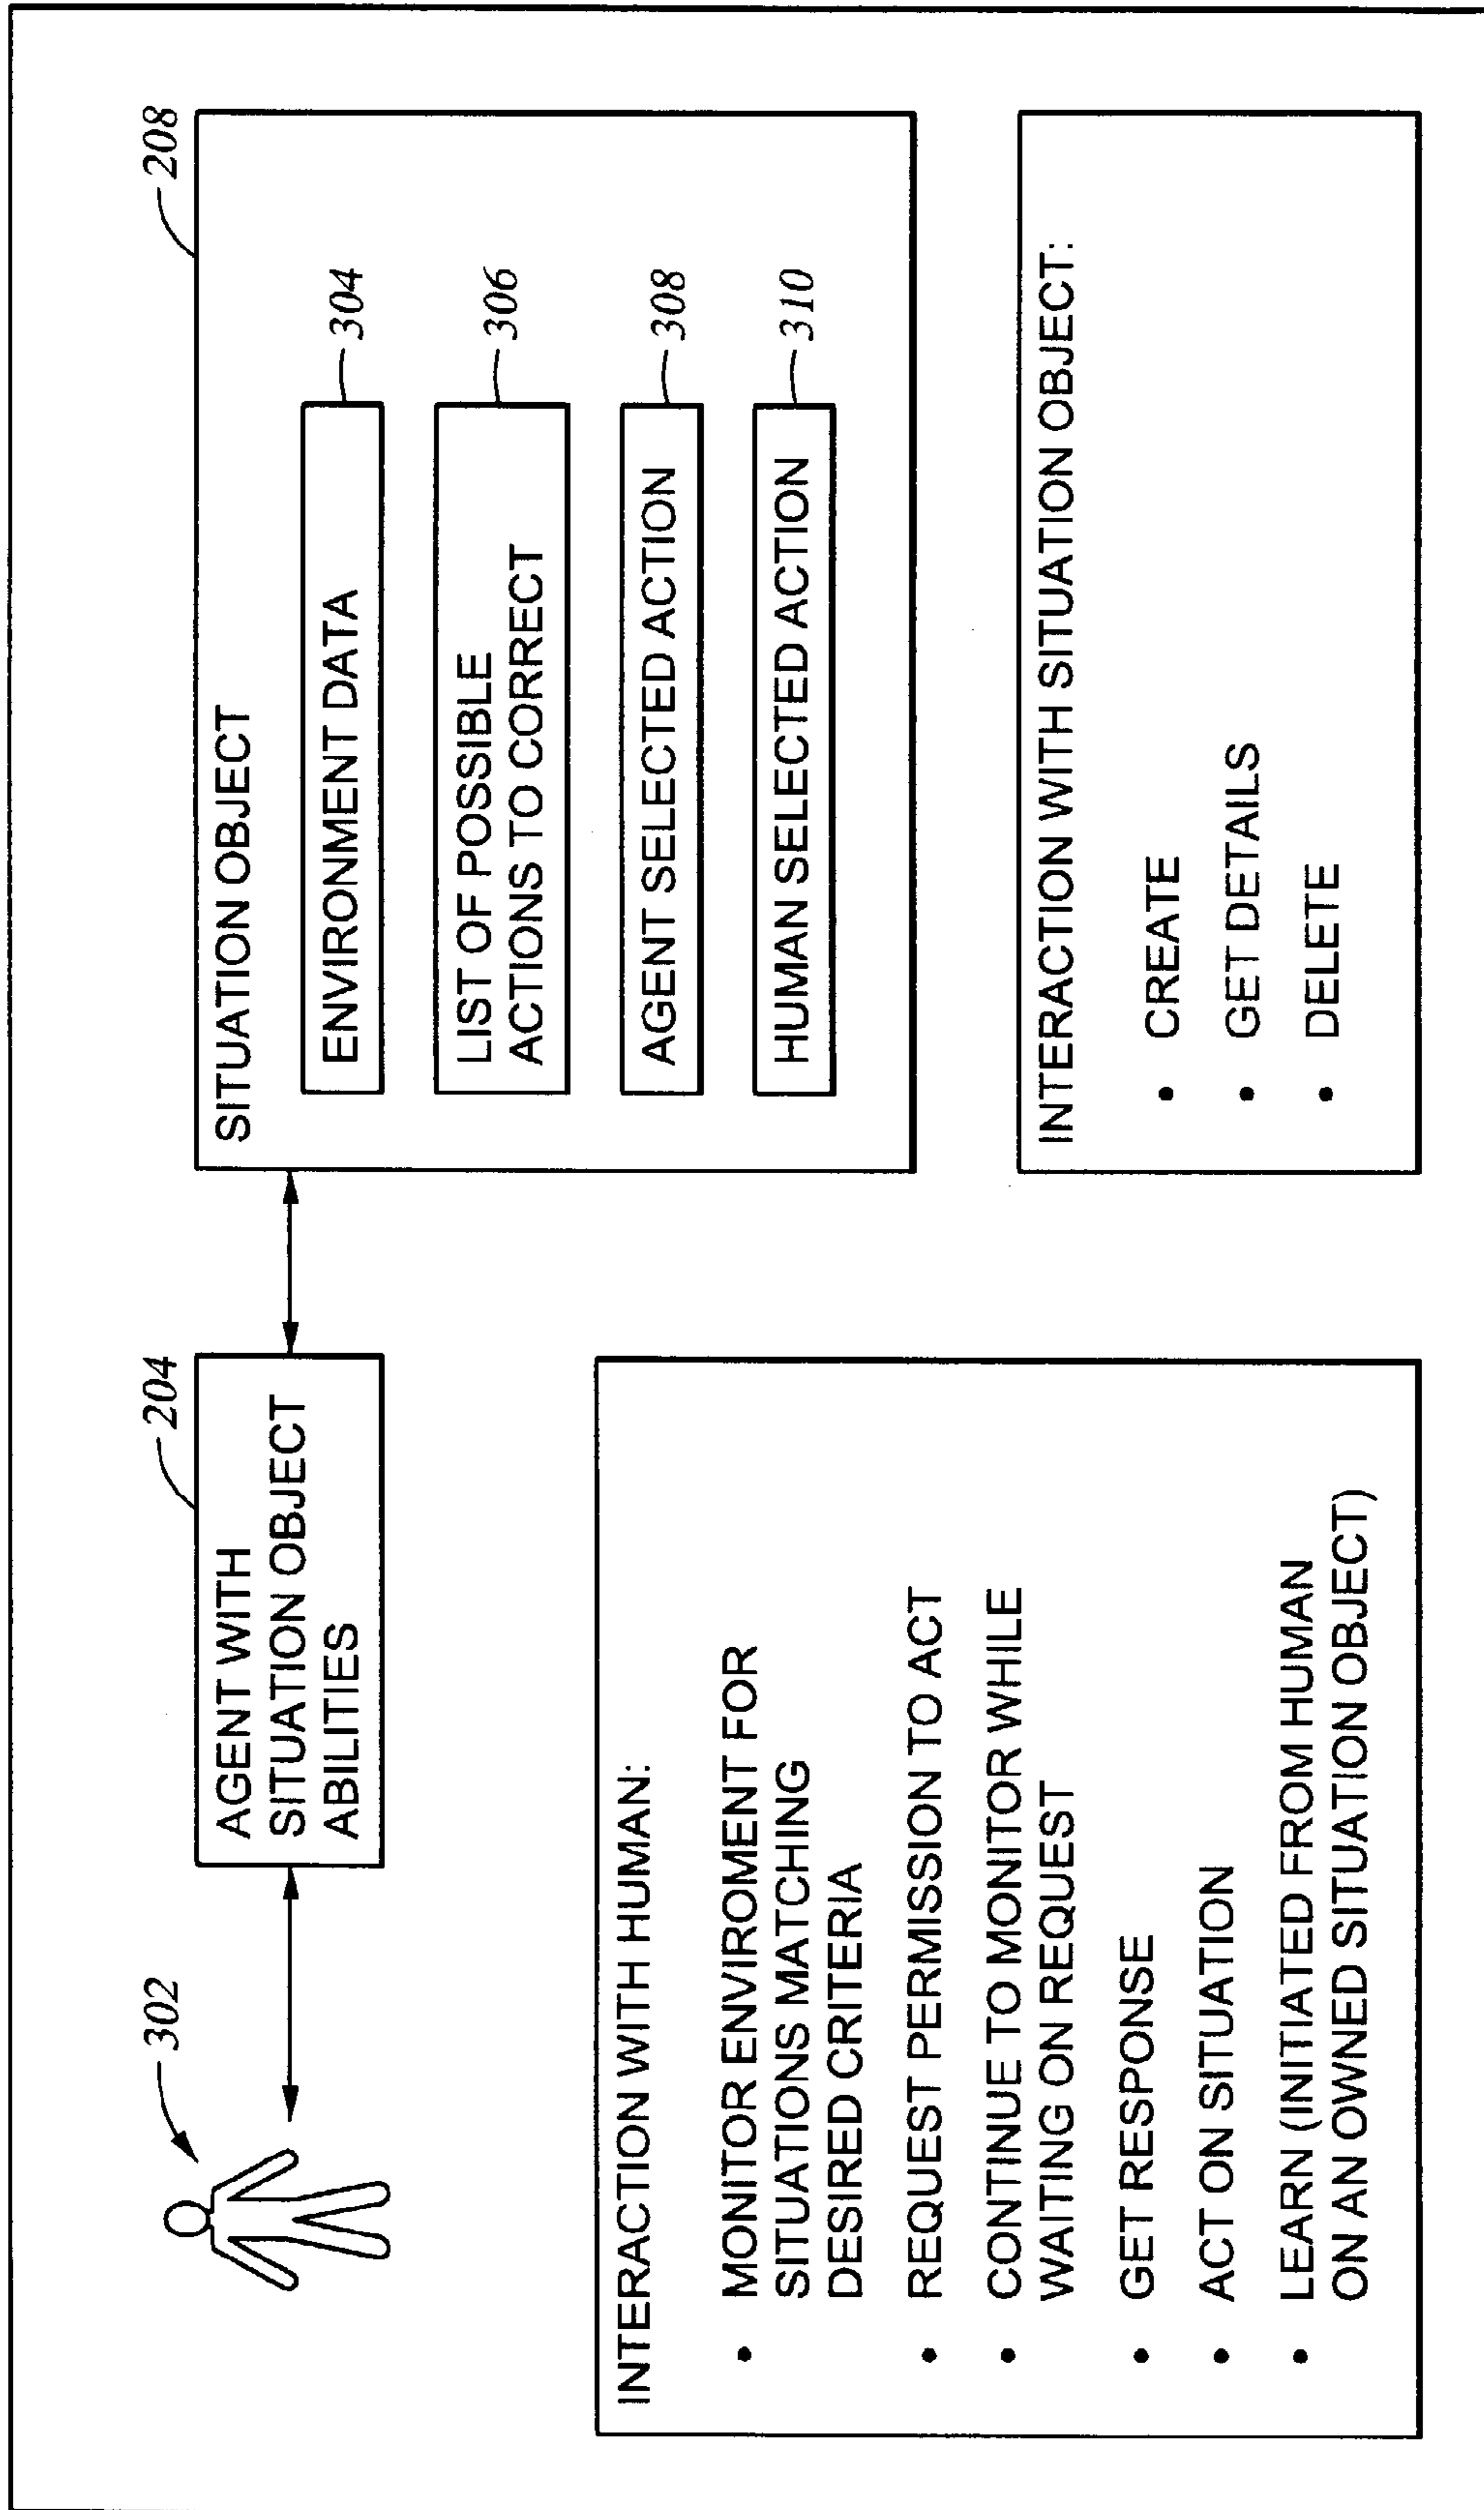 302
204
AGENT WITH
SITUATION OBJECT
ABILITIES
208
SITUATION OBJECT
ENVIRONMENT DATA
304
LIST OF POSSIBLE
ACTIONS TO CORRECT
306
AGENT SELECTED ACTION
308
HUMAN SELECTED ACTION
310
INTERACTION WITH HUMAN:
• MONITOR ENVIROMENT FOR
SITUATIONS MATCHING
DESIRED CRITERIA
• REQUEST PERMISSION TO ACT
• CONTINUE TO MONITOR WHILE
WAITING ON REQUEST
• GET RESPONSE
• ACT ON SITUATION
• LEARN (INITIATED FROM HUMAN
ON AN OWNED SITUATION OBJECT)
INTERACTION WITH SITUATION OBJECT:
• CREATE
• GET DETAILS
• DELETE